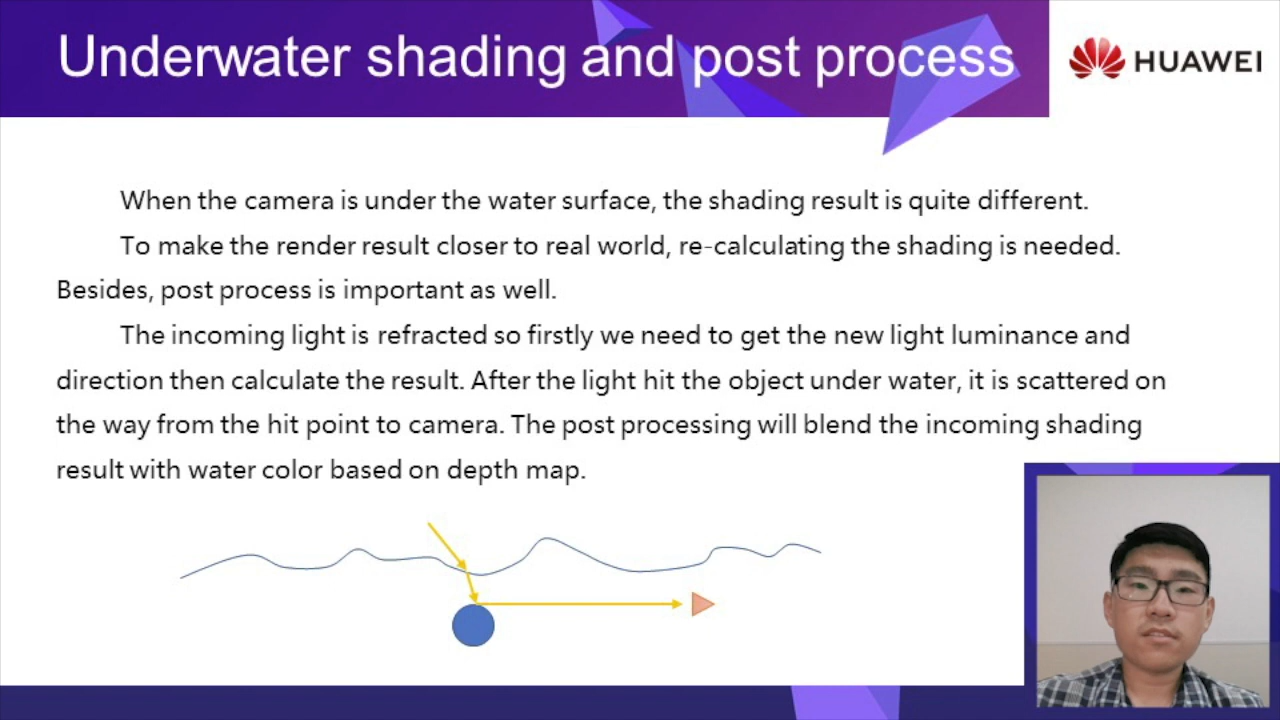 Underwater shading and post process
HUAWEI
When the camera is under the water surface, the shading result is quite different.
To make the render result closer to real world, re-calculating the shading is needed.
Besides, post process is important as well.
The incoming light is refracted so firstly we need to get the new light luminance and
direction then calculate the result. After the light hit the object under water, it is scattered on
the way from the hit point to camera. The post processing will blend the incoming shading
result with water color based on depth map.